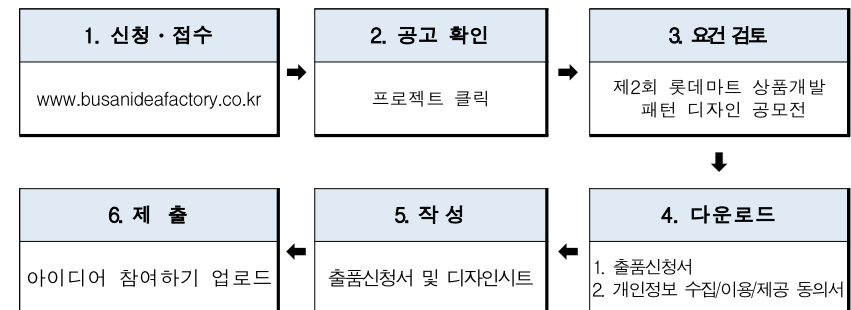 1. 신청・접수
www.busanideafactory.co.kr
2. 공고 확인
프로젝트 클릭
3. 요건 검토
제2회 롯데마트 상품개발
패턴 디자인 공모전
4. 다운로드
1. 출품신청서
2. 개인정보 수집/이용/제공 동의서
5. 작 성
출품신청서 및 디자인시트
6. 제 출
아이디어 참여하기 업로드